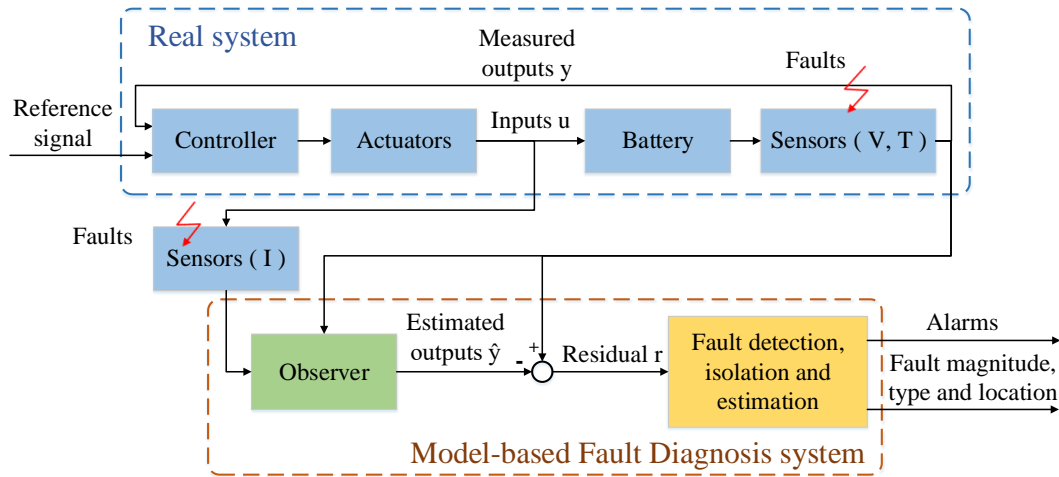 Real system
Measured
outputs y
Faults
Reference
signal
Controller
Actuators
Inputs u
Battery
Sensors ( V, T )
Faults
Sensors ( I )
Observer
Estimated
outputs ŷ
+
-
Residual r
Fault detection,
isolation and
estimation
Alarms
Fault magnitude,
type and location
Model-based Fault Diagnosis system